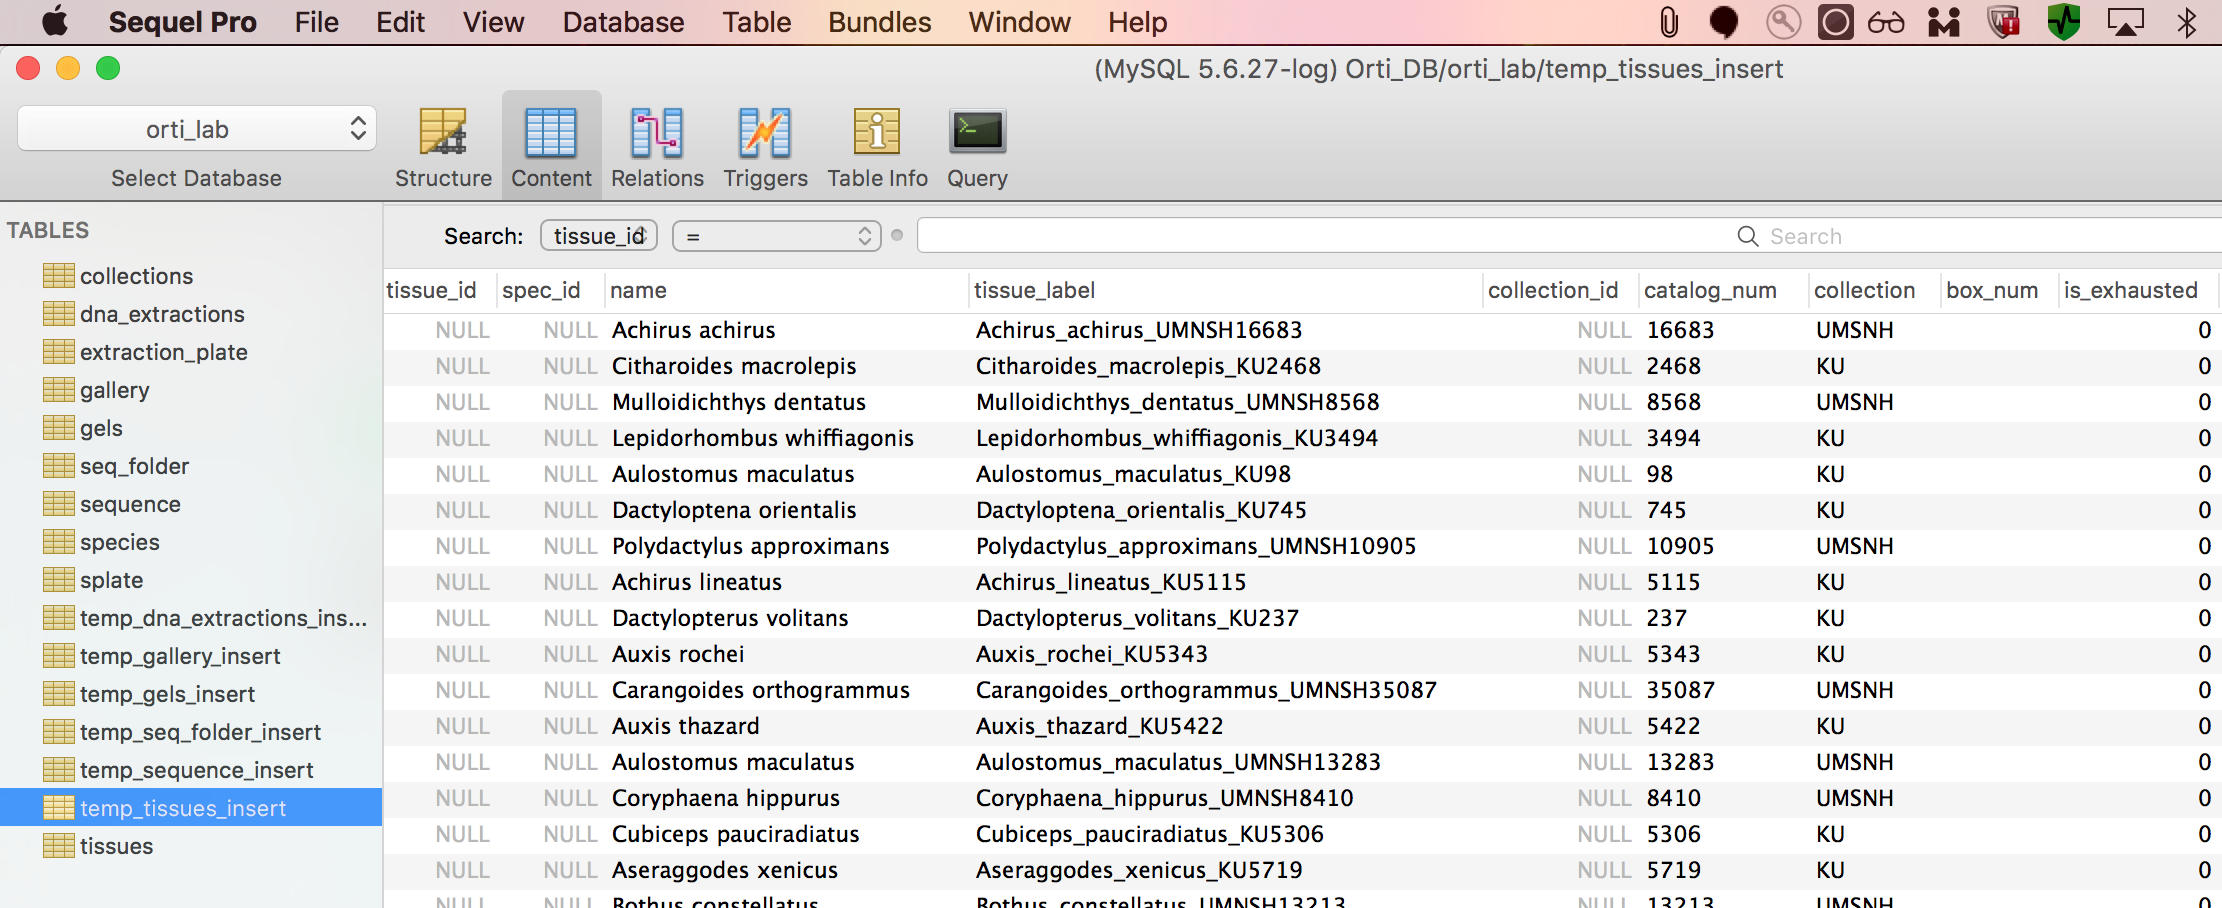 Sequel Pro File Edit View Database Table Bundles Window Help
(MySQL 5.6.27-log) Orti_DB/orti_lab/temp_tissues_insert
orti_lab
Select Database Structure Content Relations Triggers Table Info Query
TABLES
collections
dna_extractions
extraction_plate
gallery
gels
seq_folder
sequence
species
splate
temp_dna_extractions_ins...
temp_gallery_insert
temp_gels_insert
temp_seq_folder_insert
temp_sequence_insert
temp_tissues_insert
tissues
Search: tissue_id = Search
tissue_id spec_id name tissue_label collection_id catalog_num collection box_num is_exhausted
NULL NULL Achirus achirus Achirus_achirus_UMNSH16683 NULL 16683 UMSNH 0
NULL NULL Citharoides macrolepis Citharoides_macrolepis_KU2468 NULL 2468 KU 0
NULL NULL Mulloidichthys dentatus Mulloidichthys_dentatus_UMNSH8568 NULL 8568 UMSNH 0
NULL NULL Lepidorhombus whiffiagonis Lepidorhombus_whiffiagonis_KU3494 NULL 3494 KU 0
NULL NULL Aulostomus maculatus Aulostomus_maculatus_KU98 NULL 98 KU 0
NULL NULL Dactyloptena orientalis Dactyloptena_orientalis_KU745 NULL 745 KU 0
NULL NULL Polydactylus approximans Polydactylus_approximans_UMNSH10905 NULL 10905 UMSNH 0
NULL NULL Achirus lineatus Achirus_lineatus_KU5115 NULL 5115 KU 0
NULL NULL Dactylopterus volitans Dactylopterus_volitans_KU237 NULL 237 KU 0
NULL NULL Auxis rochei Auxis_rochei_KU5343 NULL 5343 KU 0
NULL NULL Carangoides orthogrammus Carangoides_orthogrammus_UMNSH35087 NULL 35087 UMSNH 0
NULL NULL Auxis thazard Auxis_thazard_KU5422 NULL 5422 KU 0
NULL NULL Aulostomus maculatus Aulostomus_maculatus_UMNSH13283 NULL 13283 UMSNH 0
NULL NULL Coryphaena hippurus Coryphaena_hippurus_UMNSH8410 NULL 8410 UMSNH 0
NULL NULL Cubiceps pauciradiatus Cubiceps_pauciradiatus_KU5306 NULL 5306 KU 0
NULL NULL Aseraggodes xenicus Aseraggodes_xenicus_KU5719 NULL 5719 KU 0
NULL NULL Bothus constellatus Bothus_constellatus_UMNSH13213 NULL 13213 UMSNH 0